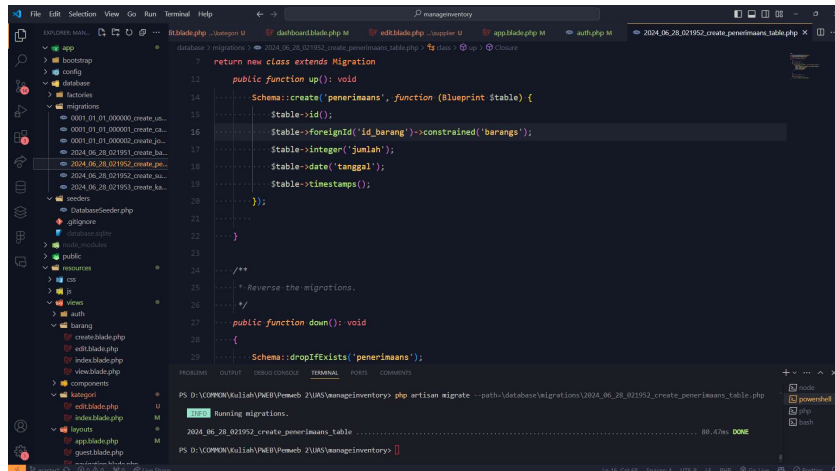 File Edit Selection View Go Run Terminal Help
manageinventory
EXPLORER: MAN...
lit.blade.php ...\kategori U
dashboard.blade.php M
edit.blade.php ...\supplier U
app.blade.php M
auth.php M
2024_06_28_021952_create_penerimaans_table.php
database > migrations > 2024_06_28_021952_create_penerimaans_table.php > class > up > Closure
app
bootstrap
config
database
factories
migrations
0001_01_01_000000_create_us...
0001_01_01_000001_create_ca...
0001_01_01_000002_create_jo...
2024_06_28_021951_create_ba...
2024_06_28_021952_create_pe...
2024_06_28_021952_create_su...
2024_06_28_021953_create_ka...
seeders
DatabaseSeeder.php
.gitignore
database.sqlite
node_modules
public
resources
css
js
views
auth
barang
create.blade.php
edit.blade.php
index.blade.php
view.blade.php
components
kategori
edit.blade.php U
index.blade.php M
layouts
app.blade.php M
guest.blade.php
navigation.blade.php
7 return new class extends Migration
12 public function up(): void
14 Schema::create('penerimaans', function (Blueprint $table) {
15 $table->id();
16 $table->foreignId('id_barang')->constrained('barangs');
17 $table->integer('jumlah');
18 $table->date('tanggal');
19 $table->timestamps();
20 });
21
22 }
23
24 /**
25 * Reverse the migrations.
26 */
27 public function down(): void
28 {
29 Schema::dropIfExists('penerimaans');
PROBLEMS OUTPUT DEBUG CONSOLE TERMINAL PORTS COMMENTS
PS D:\COMMON\Kuliah\PWEB\Pemweb 2\UAS\manageinventory> php artisan migrate --path=\database\migrations\2024_06_28_021952_create_penerimaans_table.php
INFO Running migrations.
2024_06_28_021952_create_penerimaans_table 80.47ms DONE
PS D:\COMMON\Kuliah\PWEB\Pemweb 2\UAS\manageinventory>
node
powershell
php
bash